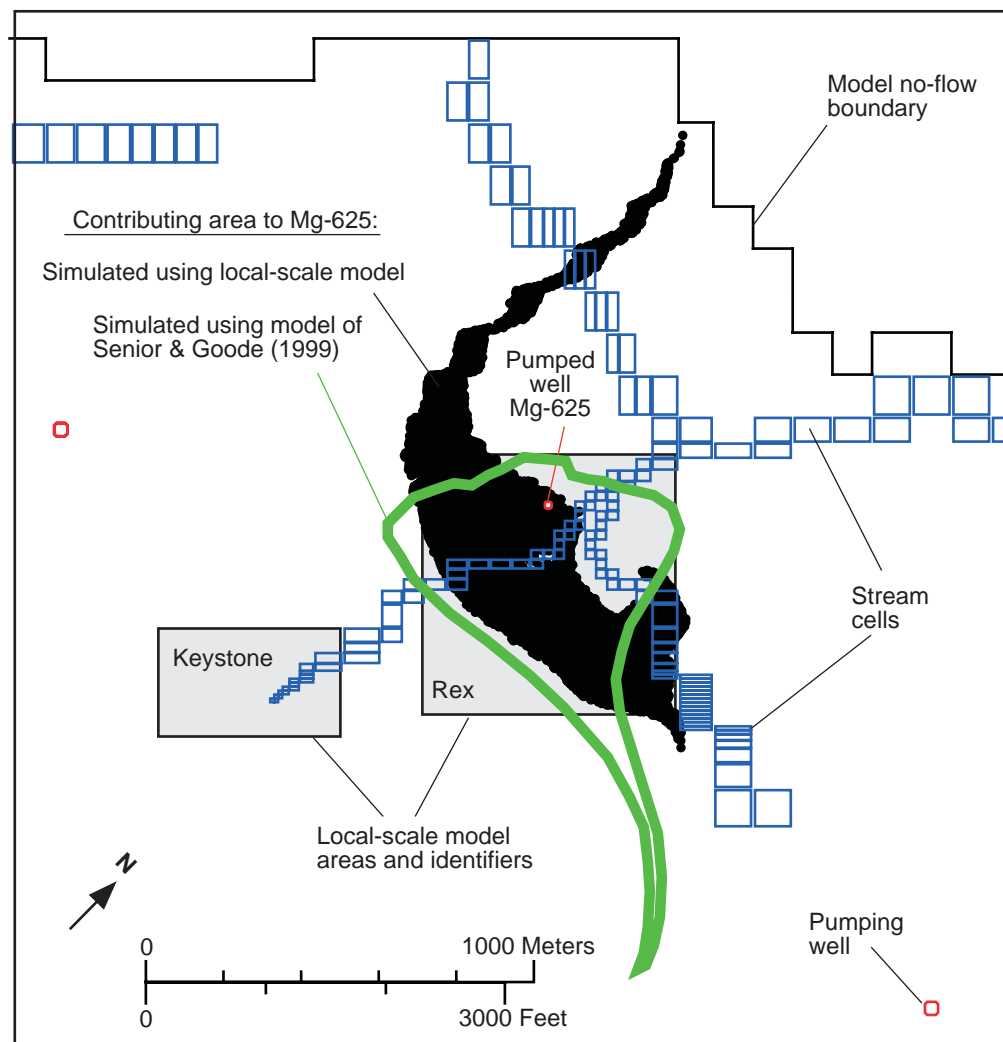 Model no-flow
boundary
Contributing area to Mg-625:
Simulated using local-scale model
Simulated using model of
Senior & Goode (1999)
Pumped
well
Mg-625
Stream
cells
Keystone
Rex
Local-scale model
areas and identifiers
N
0 1000 Meters
0 3000 Feet
Pumping
well